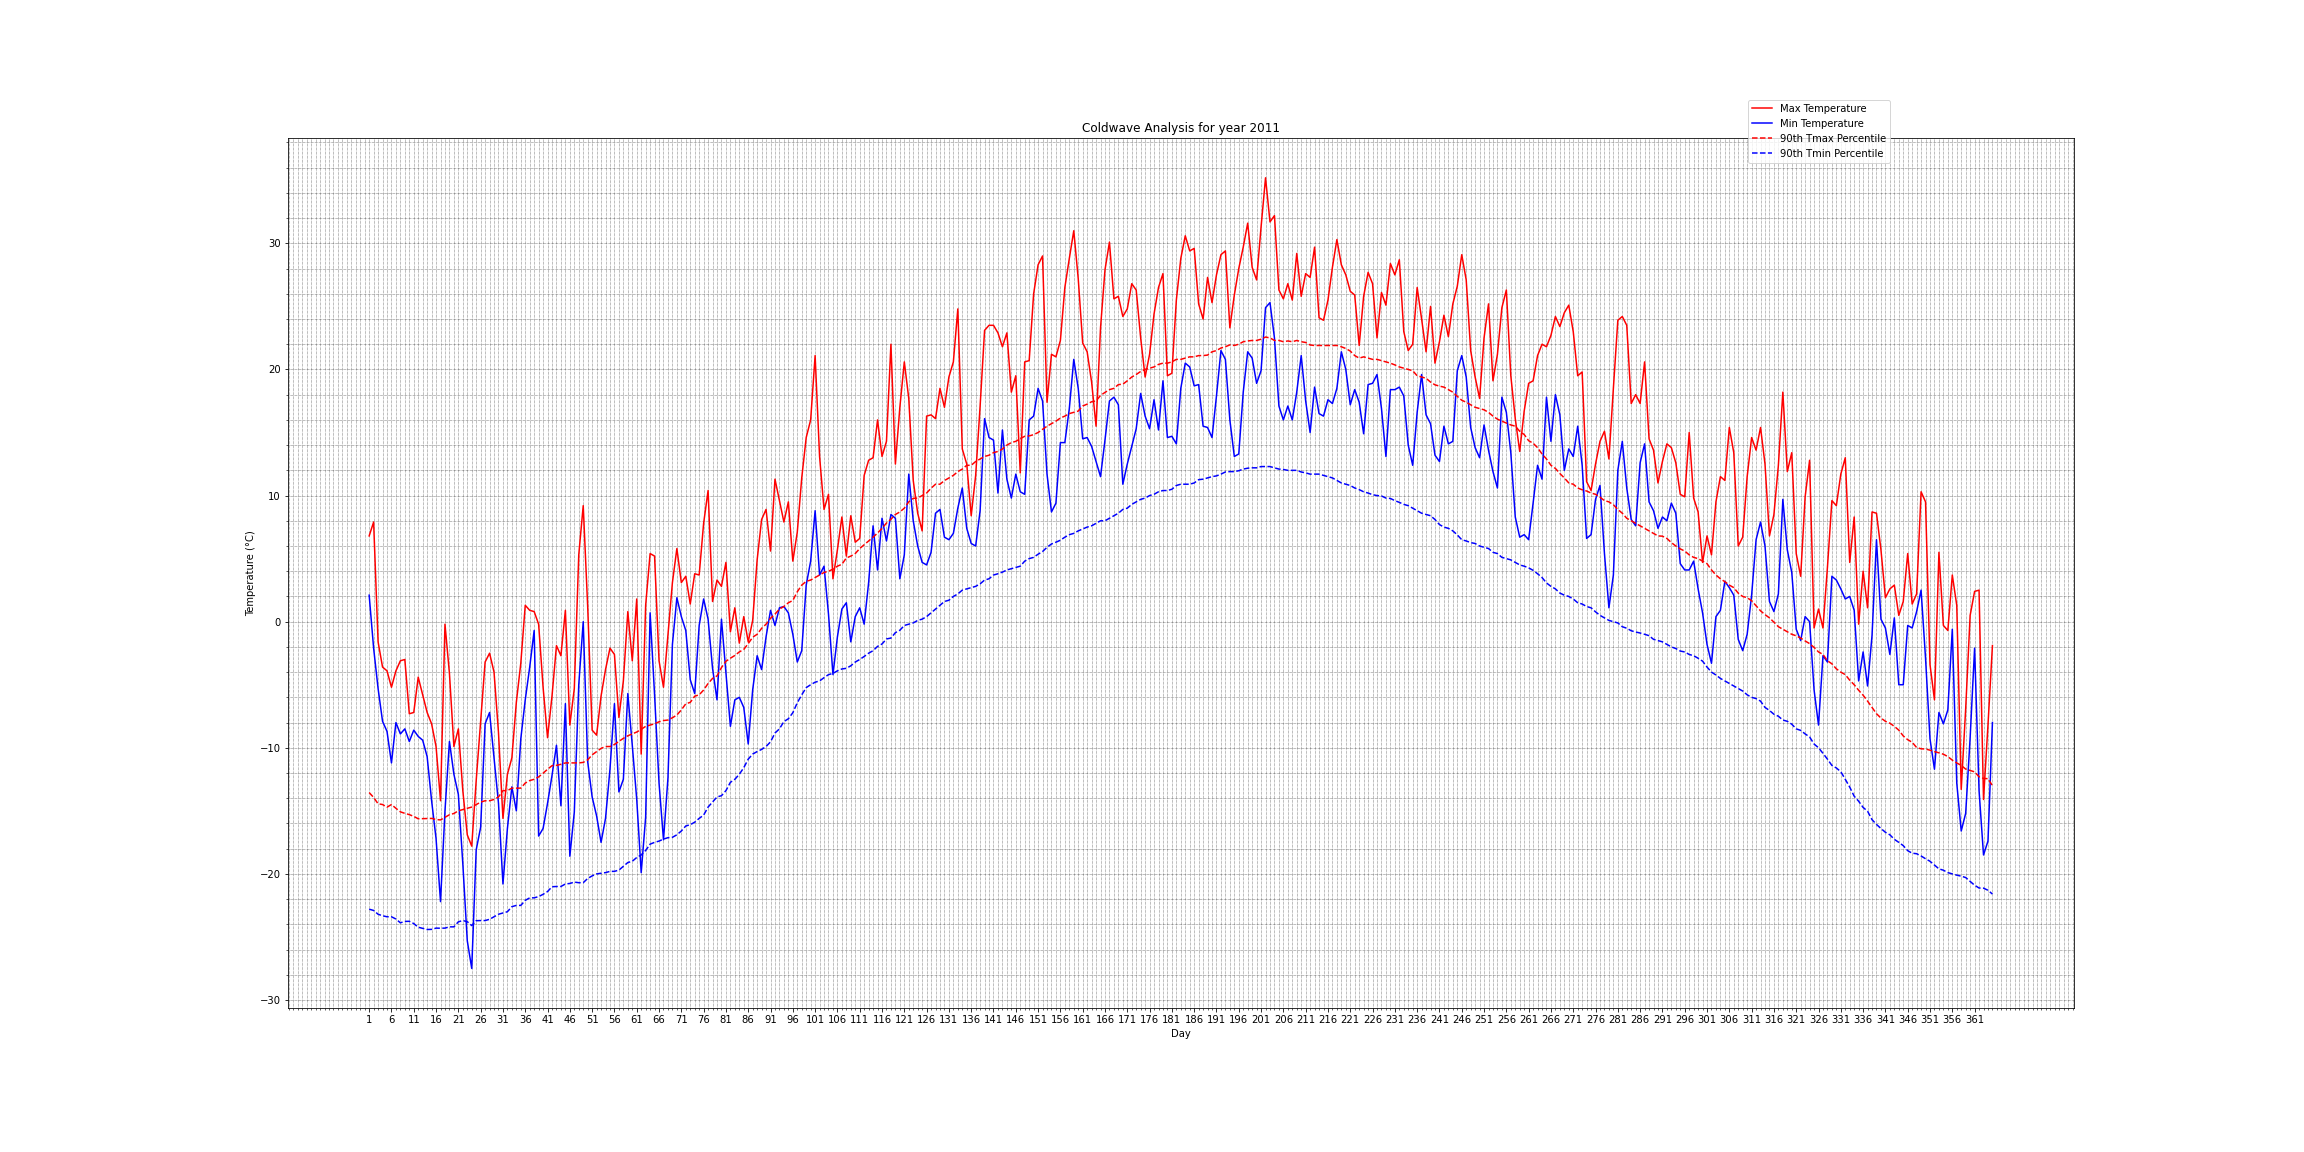 Coldwave Analysis for year 2011
Max Temperature
Min Temperature
90th Tmax Percentile
90th Tmin Percentile
Temperature (°C)
30
20
10
0
−10
−20
−30
1 6 11 16 21 26 31 36 41 46 51 56 61 66 71 76 81 86 91 96 101 106 111 116 121 126 131 136 141 146 151 156 161 166 171 176 181 186 191 196 201 206 211 216 221 226 231 236 241 246 251 256 261 266 271 276 281 286 291 296 301 306 311 316 321 326 331 336 341 346 351 356 361
Day